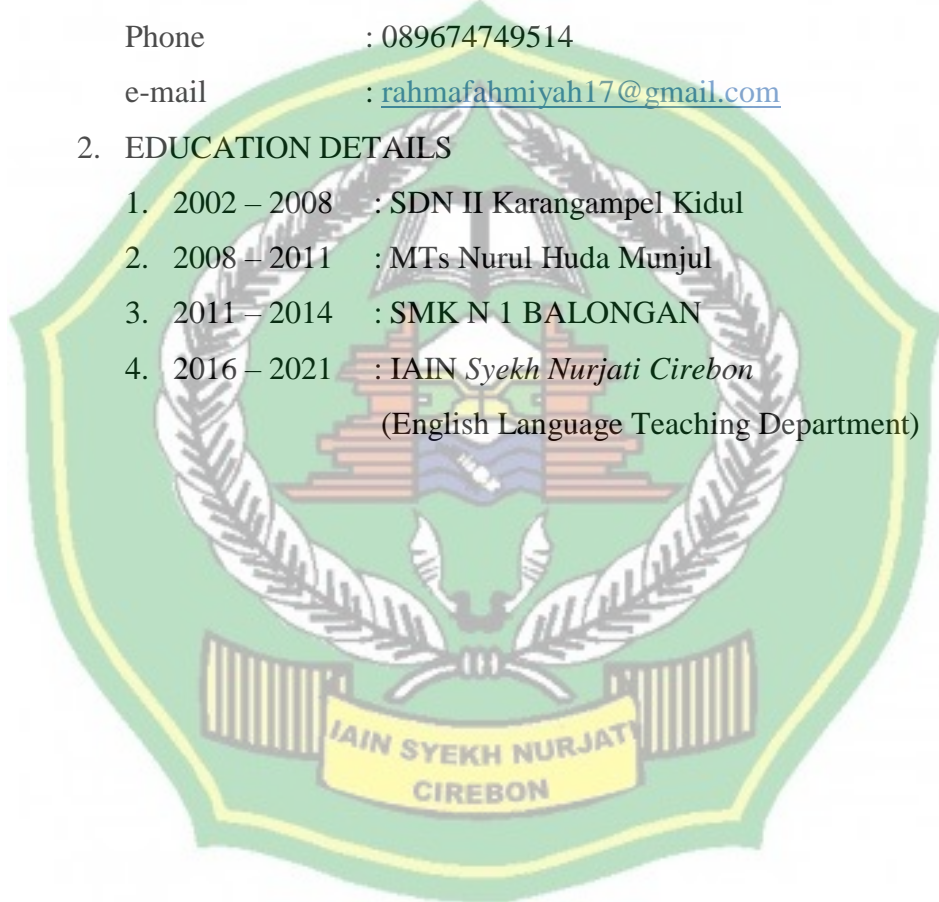 Phone : 089674749514
e-mail : rahmafahmiyah17@gmail.com
2. EDUCATION DETAILS
1. 2002 – 2008 : SDN II Karangampel Kidul
2. 2008 – 2011 : MTs Nurul Huda Munjul
3. 2011 – 2014 : SMK N 1 BALONGAN
4. 2016 – 2021 : IAIN Syekh Nurjati Cirebon
(English Language Teaching Department)
IAIN SYEKH NURJATI
CIREBON